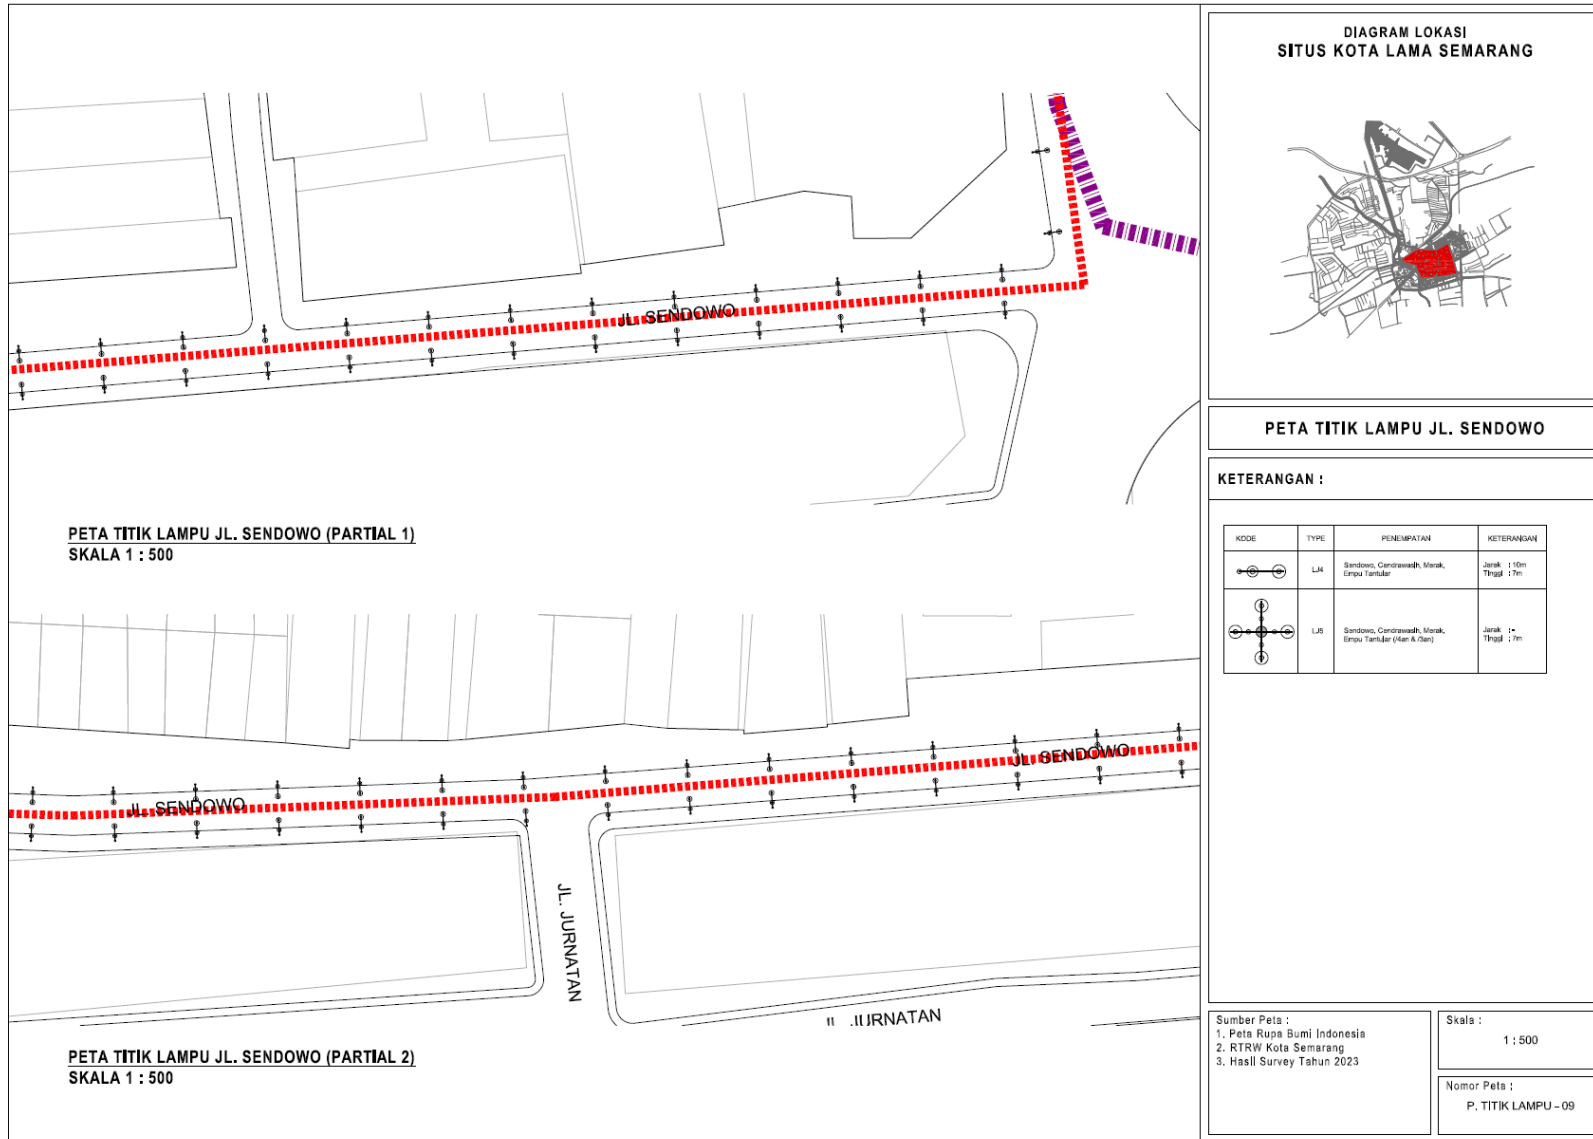 DIAGRAM LOKASI
SITUS KOTA LAMA SEMARANG
JL. SENDOWO
PETA TITIK LAMPU JL. SENDOWO (PARTIAL 1)
SKALA 1 : 500
JL. SENDOWO
JL. SENDOWO
JL. JURNATAN
JL. JURNATAN
PETA TITIK LAMPU JL. SENDOWO (PARTIAL 2)
SKALA 1 : 500
PETA TITIK LAMPU JL. SENDOWO
KETERANGAN :
KODE TYPE PENEMPATAN KETERANGAN
LJ4 Sendowo, Cendrawasih, Merak, Jarak : 10m
Empu Tantular Tinggi : 7m
LJ5 Sendowo, Cendrawasih, Merak, Jarak : -
Empu Tantular (/4an & /3an) Tinggi : 7m
Sumber Peta :
1. Peta Rupa Bumi Indonesia
2. RTRW Kota Semarang
3. Hasil Survey Tahun 2023
Skala :
1 : 500
Nomor Peta :
P. TITIK LAMPU - 09